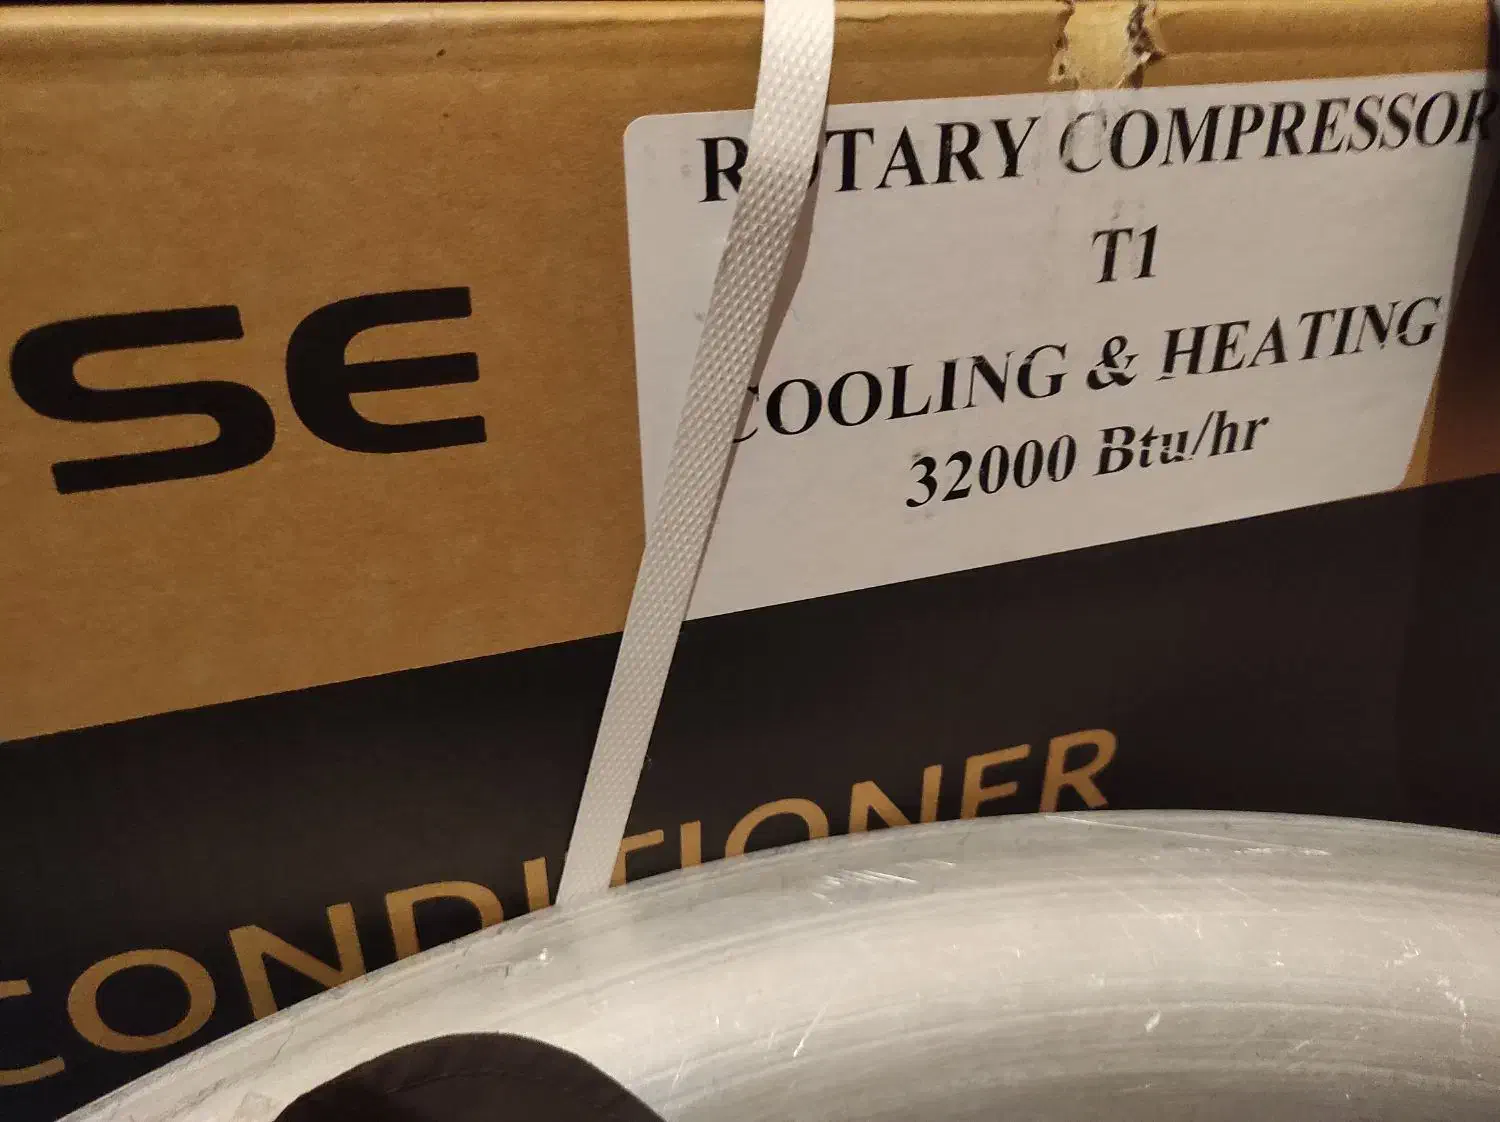 SE
ROTARY COMPRESSOR
T1
COOLING & HEATING
32000 Btu/hr
CONDITIONER